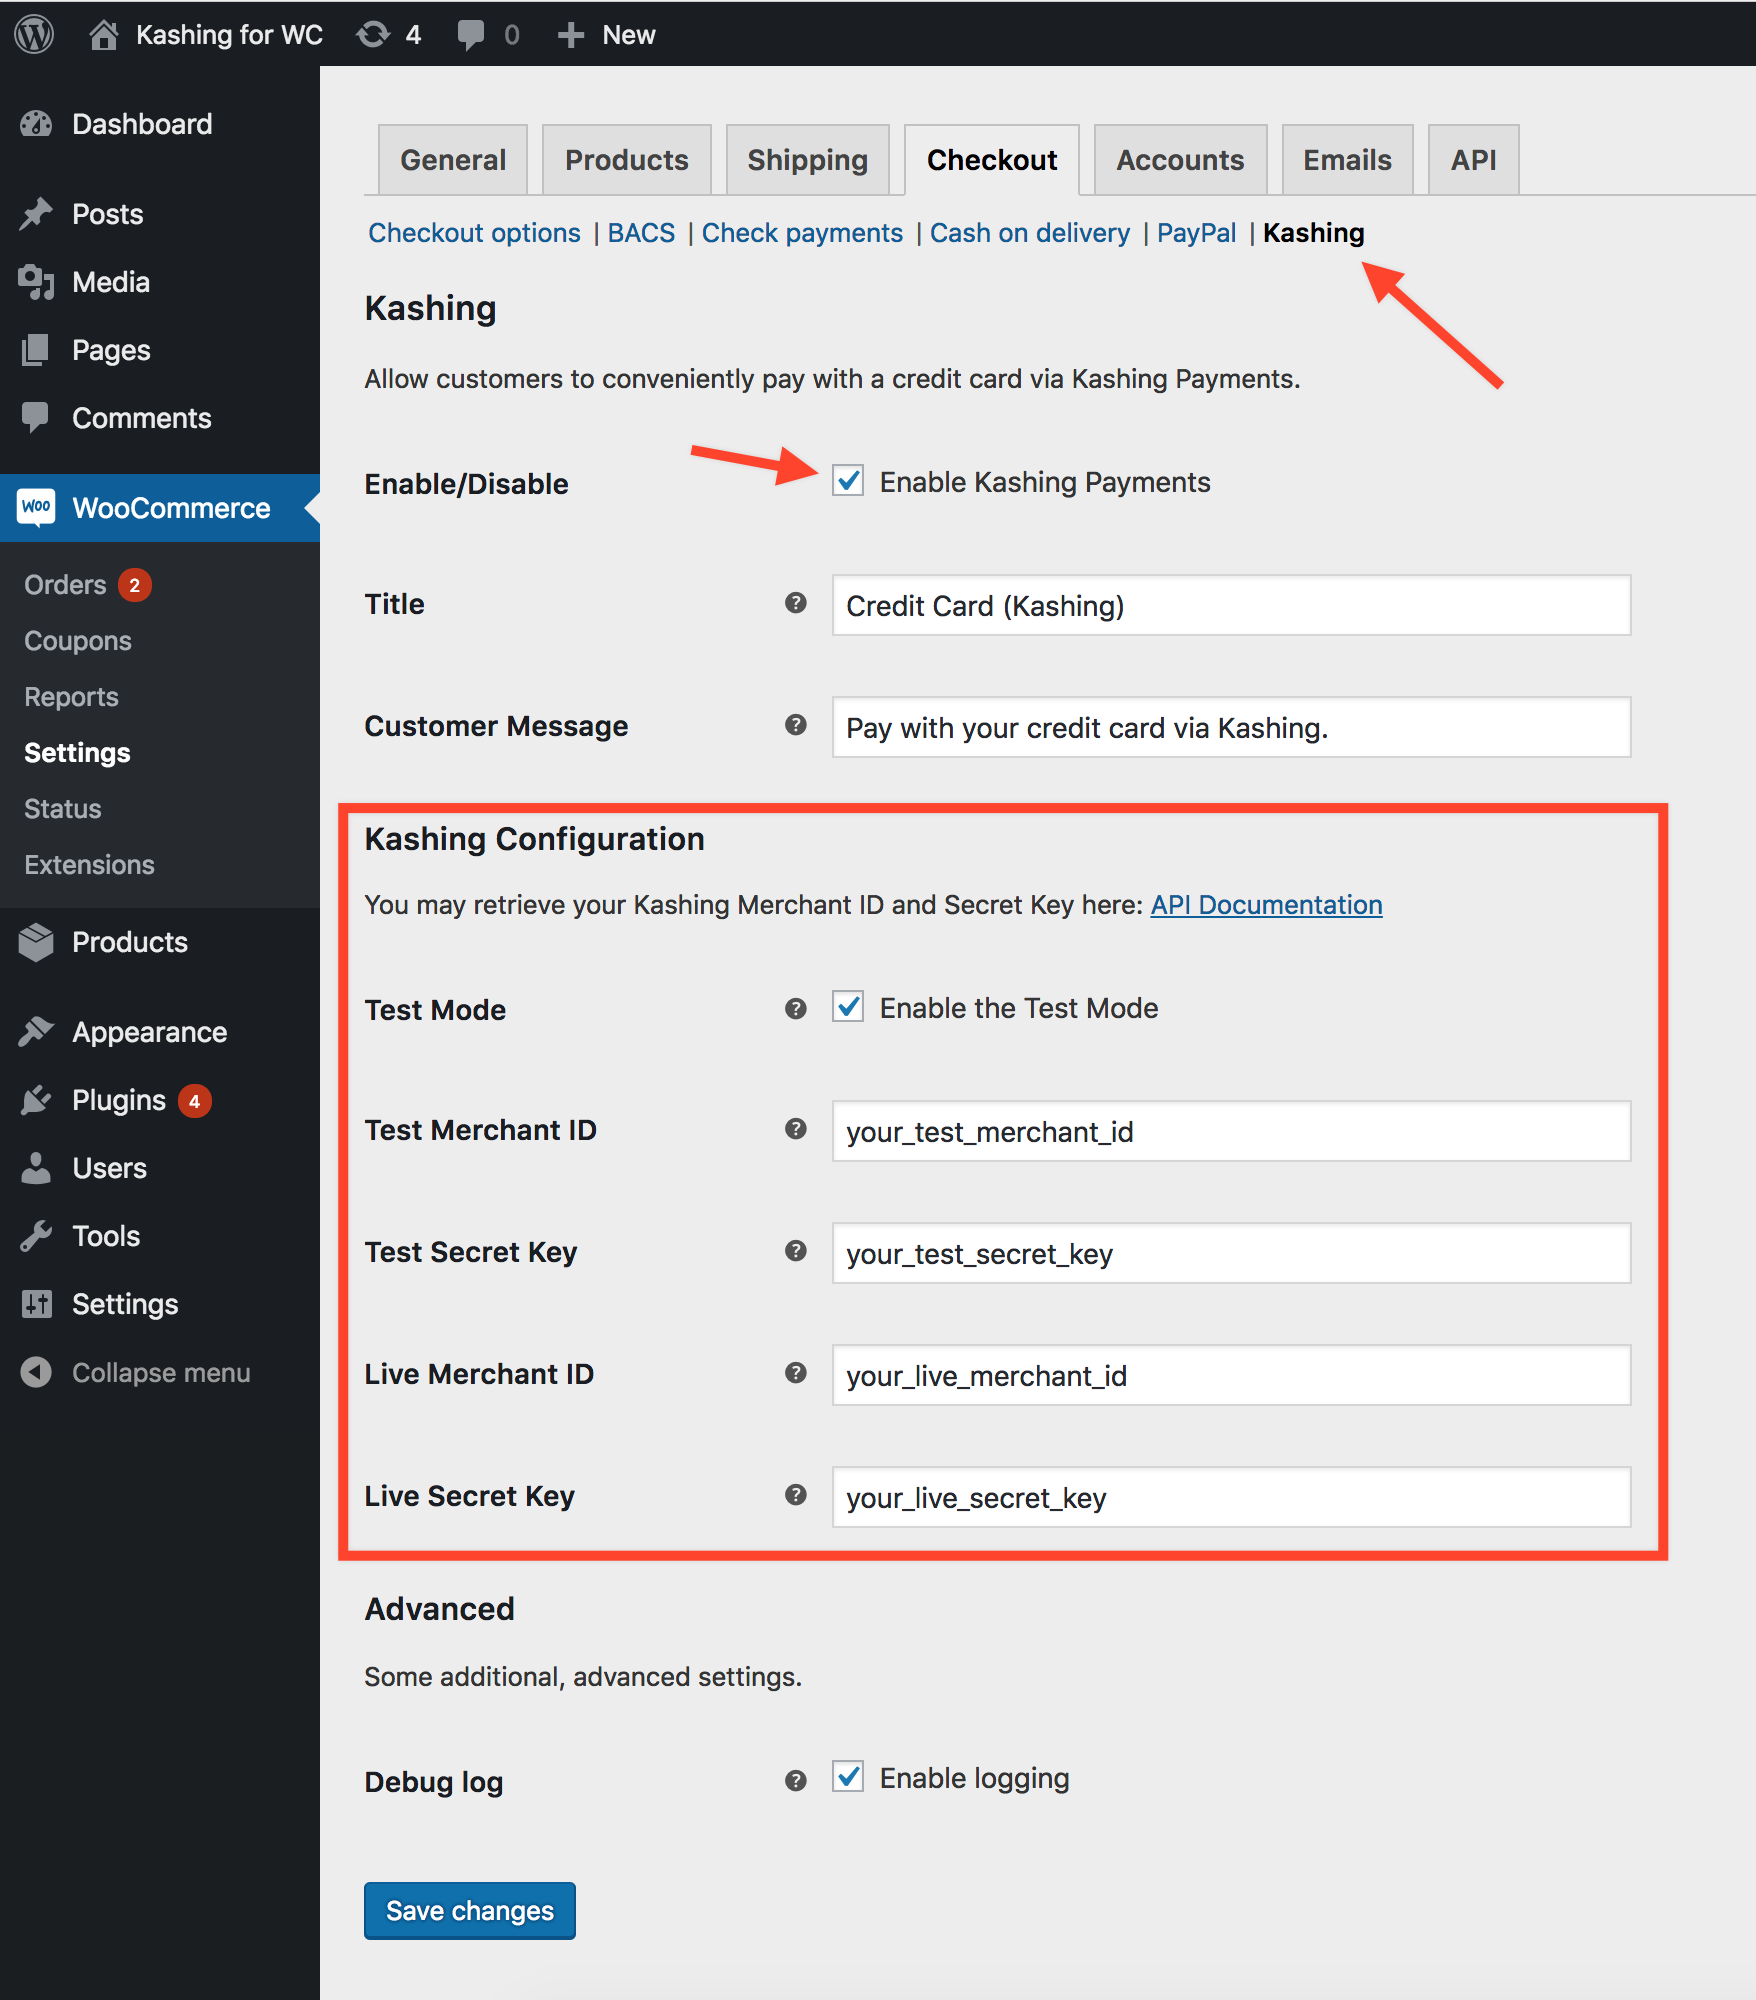 Kashing for WC 4 0 New
Dashboard
Posts
Media
Pages
Comments
Woo WooCommerce
Orders 2
Coupons
Reports
Settings
Status
Extensions
Products
Appearance
Plugins 4
Users
Tools
Settings
Collapse menu
General Products Shipping Checkout Accounts Emails API
Checkout options | BACS | Check payments | Cash on delivery | PayPal | Kashing
Kashing
Allow customers to conveniently pay with a credit card via Kashing Payments.
Enable/Disable Enable Kashing Payments
Title ? Credit Card (Kashing)
Customer Message ? Pay with your credit card via Kashing.
Kashing Configuration
You may retrieve your Kashing Merchant ID and Secret Key here: API Documentation
Test Mode ? Enable the Test Mode
Test Merchant ID ? your_test_merchant_id
Test Secret Key ? your_test_secret_key
Live Merchant ID ? your_live_merchant_id
Live Secret Key ? your_live_secret_key
Advanced
Some additional, advanced settings.
Debug log ? Enable logging
Save changes